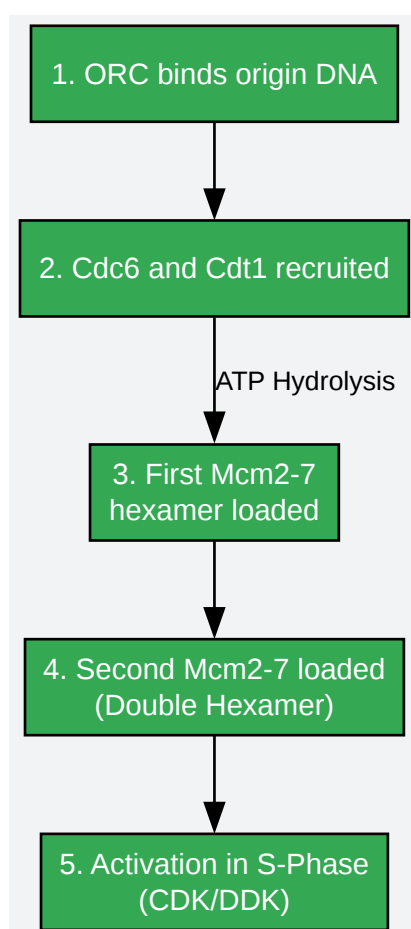 1. ORC binds origin DNA
2. Cdc6 and Cdt1 recruited
ATP Hydrolysis
3. First Mcm2-7
hexamer loaded
4. Second Mcm2-7 loaded
(Double Hexamer)
5. Activation in S-Phase
(CDK/DDK)